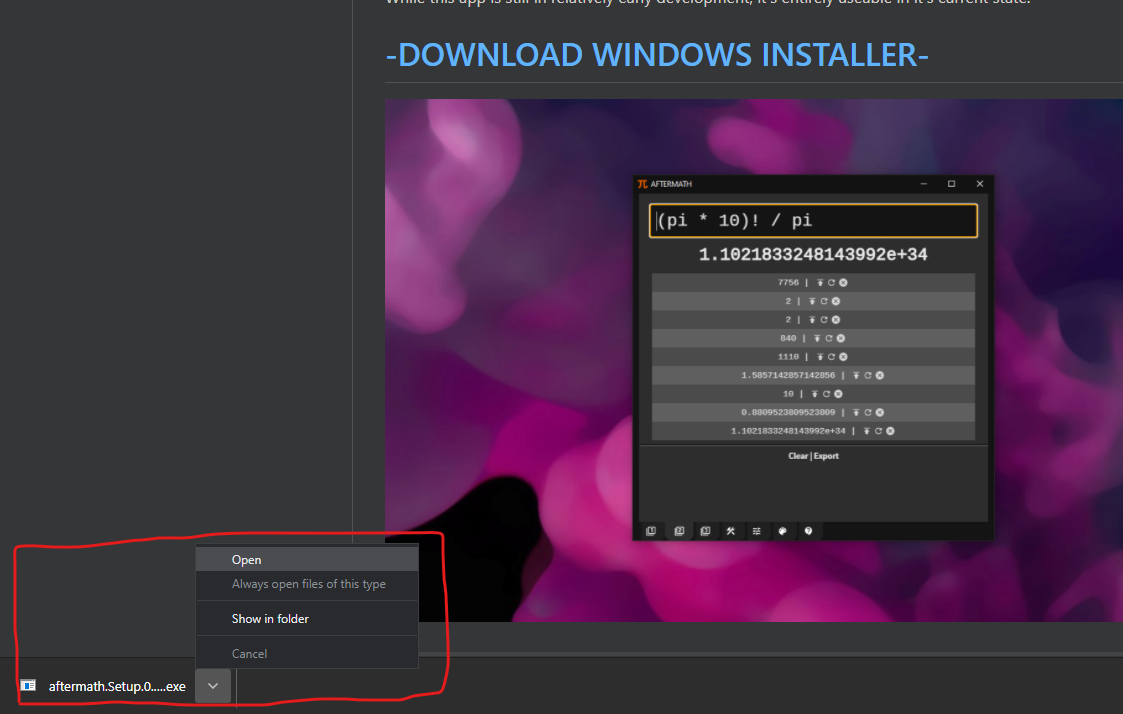 While this app is still in relatively early development, it's entirely useable in it's current state.
-DOWNLOAD WINDOWS INSTALLER-
AFTERMATH
(pi * 10)! / pi
1.1021833248143992e+34
7756 |
2 |
2 |
840 |
1110 |
1.5857142857142856 |
10 |
0.8809523809523809 |
1.1021833248143992e+34 |
Clear | Export
Open
Always open files of this type
Show in folder
Cancel
aftermath.Setup.0.....exe